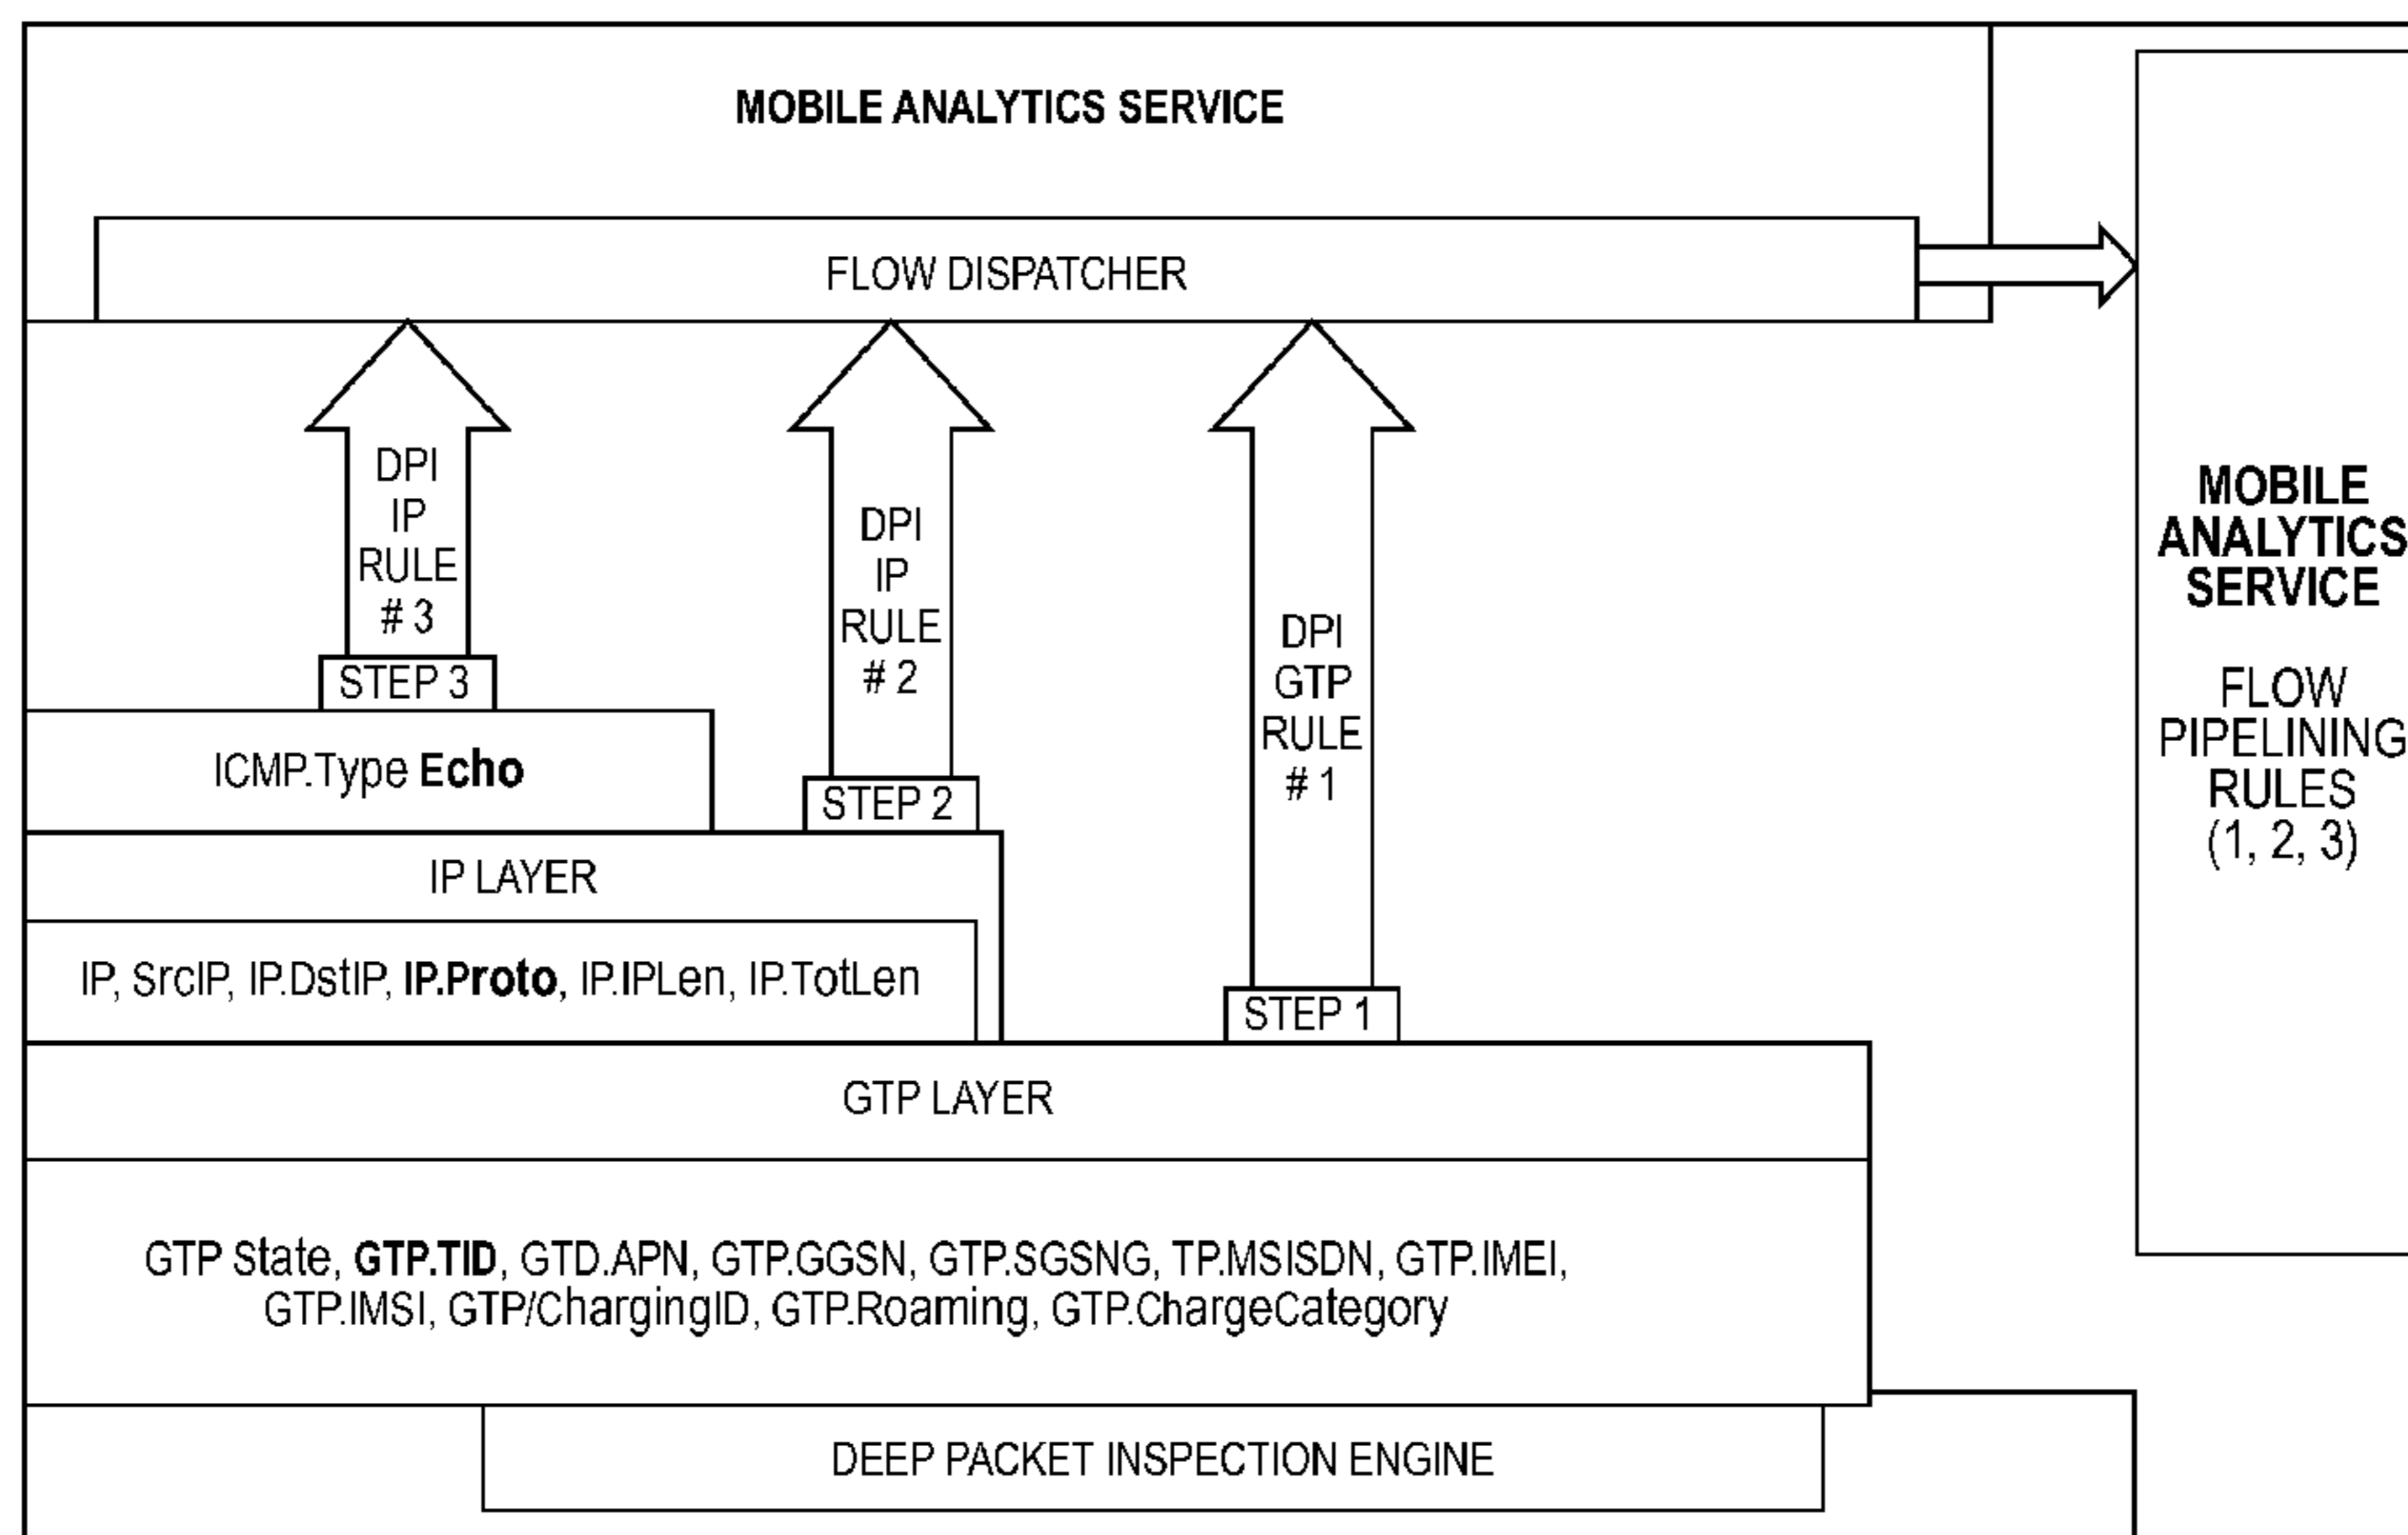 MOBILE ANALYTICS SERVICE
FLOW DISPATCHER
DPI
IP
RULE
# 3
STEP 3
DPI
IP
RULE
# 2
STEP 2
DPI
GTP
RULE
# 1
STEP 1
ICMP.Type Echo
IP LAYER
IP, SrcIP, IP.DstIP, IP.Proto, IP.IPLen, IP.TotLen
GTP LAYER
GTP State, GTP.TID, GTD.APN, GTP.GGSN, GTP.SGSNG, TP.MSISDN, GTP.IMEI,
GTP.IMSI, GTP/ChargingID, GTP.Roaming, GTP.ChargeCategory
DEEP PACKET INSPECTION ENGINE
MOBILE
ANALYTICS
SERVICE
FLOW
PIPELINING
RULES
(1, 2, 3)